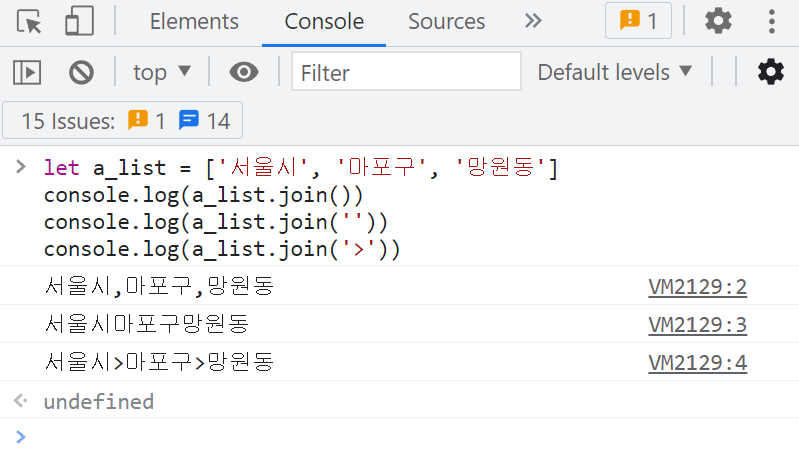 Elements Console Sources 1
top Filter Default levels
15 Issues: 1 14
let a_list = ['서울시', '마포구', '망원동']
console.log(a_list.join())
console.log(a_list.join(''))
console.log(a_list.join('>'))
서울시,마포구,망원동 VM2129:2
서울시마포구망원동 VM2129:3
서울시>마포구>망원동 VM2129:4
undefined